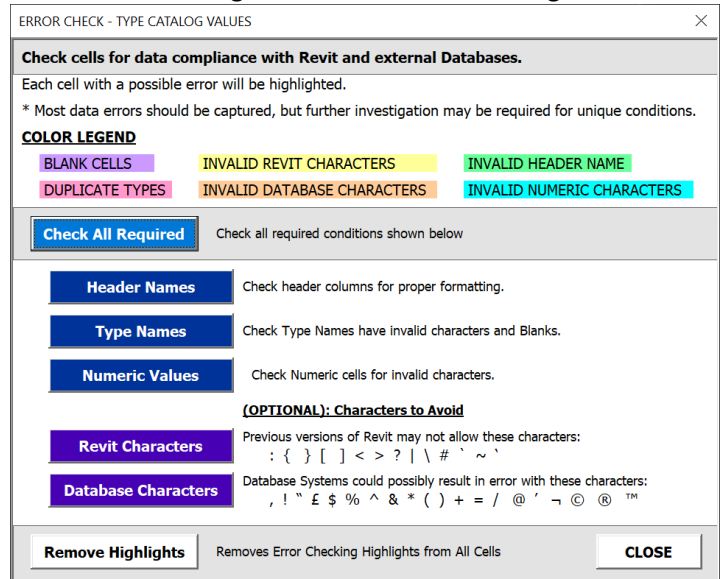 ERROR CHECK - TYPE CATALOG VALUES
Check cells for data compliance with Revit and external Databases.
Each cell with a possible error will be highlighted.
* Most data errors should be captured, but further investigation may be required for unique conditions.
COLOR LEGEND
BLANK CELLS INVALID REVIT CHARACTERS INVALID HEADER NAME
DUPLICATE TYPES INVALID DATABASE CHARACTERS INVALID NUMERIC CHARACTERS
Check All Required Check all required conditions shown below
Header Names Check header columns for proper formatting.
Type Names Check Type Names have invalid characters and Blanks.
Numeric Values Check Numeric cells for invalid characters.
(OPTIONAL): Characters to Avoid
Revit Characters Previous versions of Revit may not allow these characters:
: { } [ ] < > ? | \ # ` ~ `
Database Characters Database Systems could possibly result in error with these characters:
, ! " £ $ % ^ & * ( ) + = / @ ′ ¬ © ® ™
Remove Highlights Removes Error Checking Highlights from All Cells CLOSE